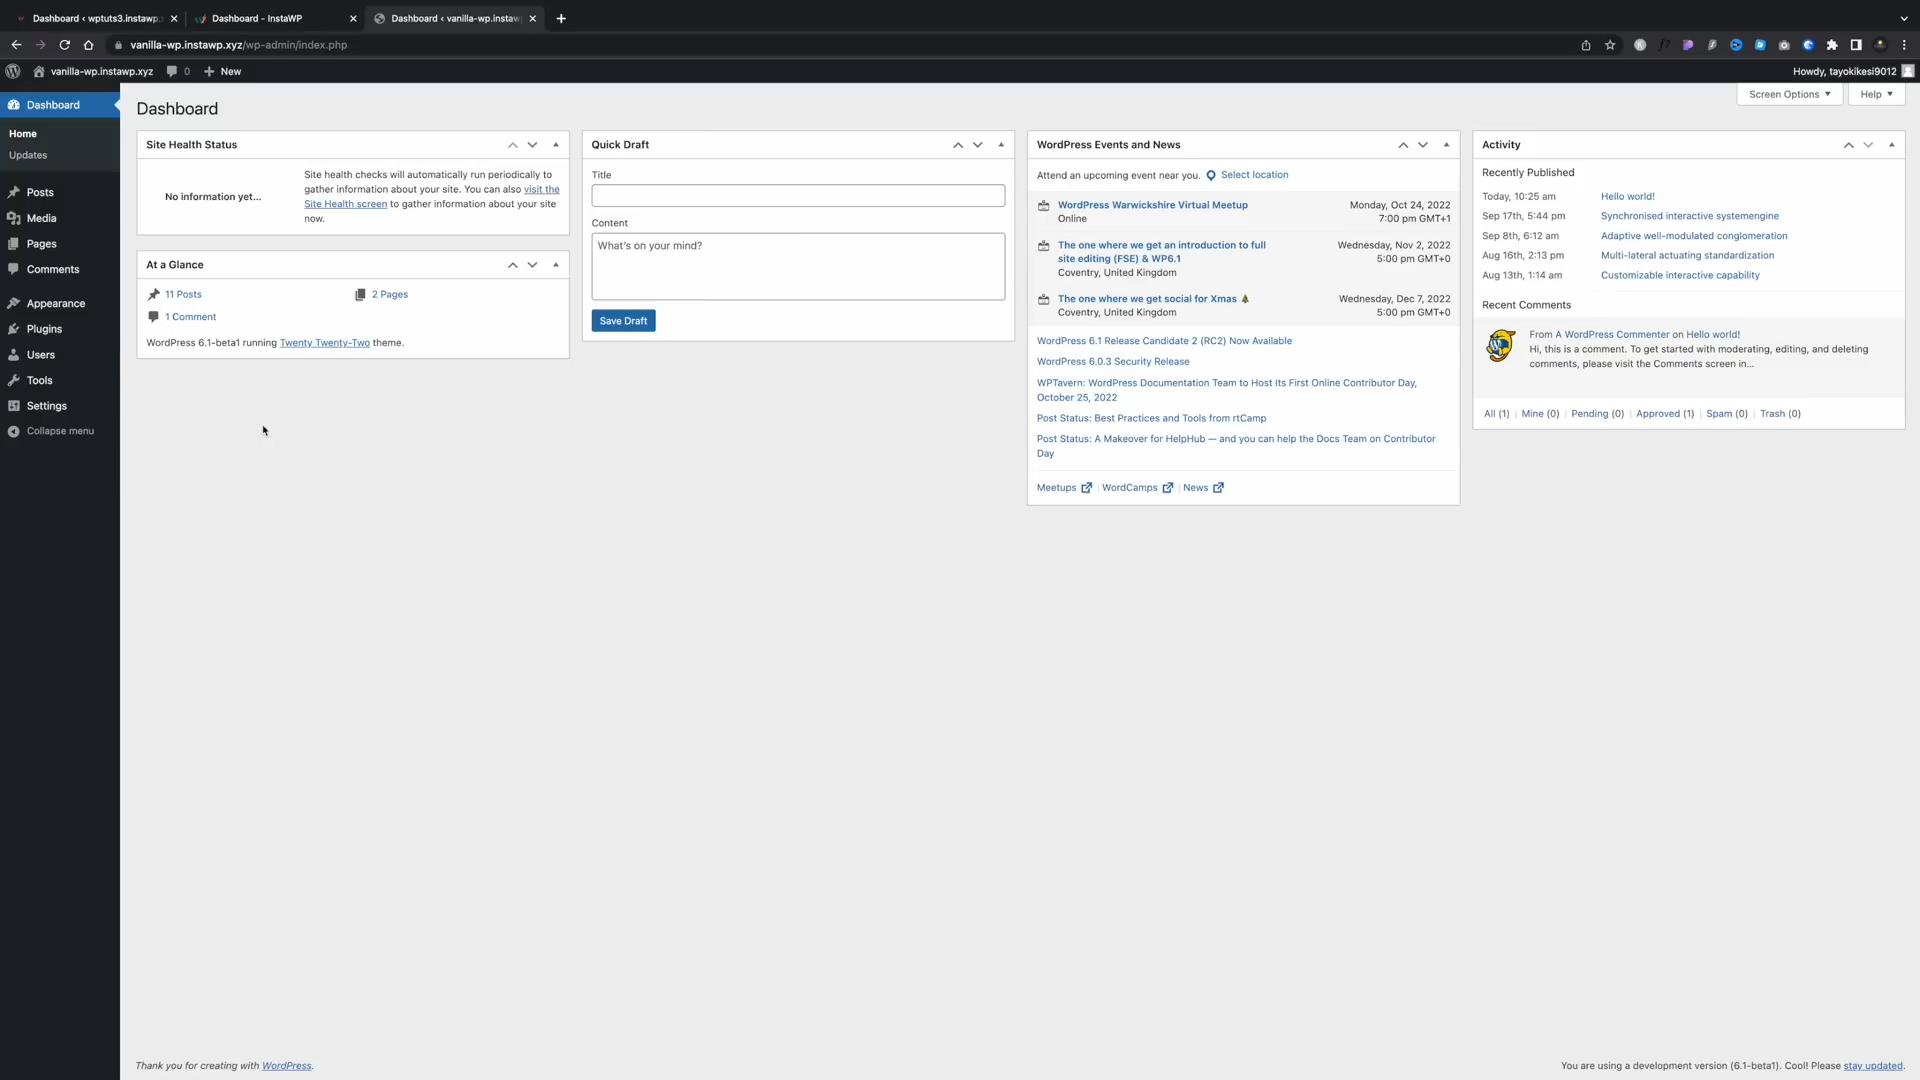 Dashboard ‹ wptuts3.instawp.
Dashboard - InstaWP
Dashboard ‹ vanilla-wp.instaw
vanilla-wp.instawp.xyz/wp-admin/index.php
vanilla-wp.instawp.xyz
0
New
Howdy, tayokikesi9012
Screen Options
Help
Dashboard
Home
Updates
Posts
Media
Pages
Comments
Appearance
Plugins
Users
Tools
Settings
Collapse menu
Dashboard
Site Health Status
No information yet...
Site health checks will automatically run periodically to
gather information about your site. You can also visit the
Site Health screen to gather information about your site
now.
At a Glance
11 Posts
2 Pages
1 Comment
WordPress 6.1-beta1 running Twenty Twenty-Two theme.
Quick Draft
Title
Content
What's on your mind?
Save Draft
WordPress Events and News
Attend an upcoming event near you. Select location
WordPress Warwickshire Virtual Meetup
Online
Monday, Oct 24, 2022
7:00 pm GMT+1
The one where we get an introduction to full
site editing (FSE) & WP6.1
Coventry, United Kingdom
Wednesday, Nov 2, 2022
5:00 pm GMT+0
The one where we get social for Xmas 🎄
Coventry, United Kingdom
Wednesday, Dec 7, 2022
5:00 pm GMT+0
WordPress 6.1 Release Candidate 2 (RC2) Now Available
WordPress 6.0.3 Security Release
WPTavern: WordPress Documentation Team to Host Its First Online Contributor Day,
October 25, 2022
Post Status: Best Practices and Tools from rtCamp
Post Status: A Makeover for HelpHub — and you can help the Docs Team on Contributor
Day
Meetups | WordCamps | News
Activity
Recently Published
Today, 10:25 am Hello world!
Sep 17th, 5:44 pm Synchronised interactive systemengine
Sep 8th, 6:12 am Adaptive well-modulated conglomeration
Aug 16th, 2:13 pm Multi-lateral actuating standardization
Aug 13th, 1:14 am Customizable interactive capability
Recent Comments
From A WordPress Commenter on Hello world!
Hi, this is a comment. To get started with moderating, editing, and deleting
comments, please visit the Comments screen in...
All (1) | Mine (0) | Pending (0) | Approved (1) | Spam (0) | Trash (0)
Thank you for creating with WordPress.
You are using a development version (6.1-beta1). Cool! Please stay updated.